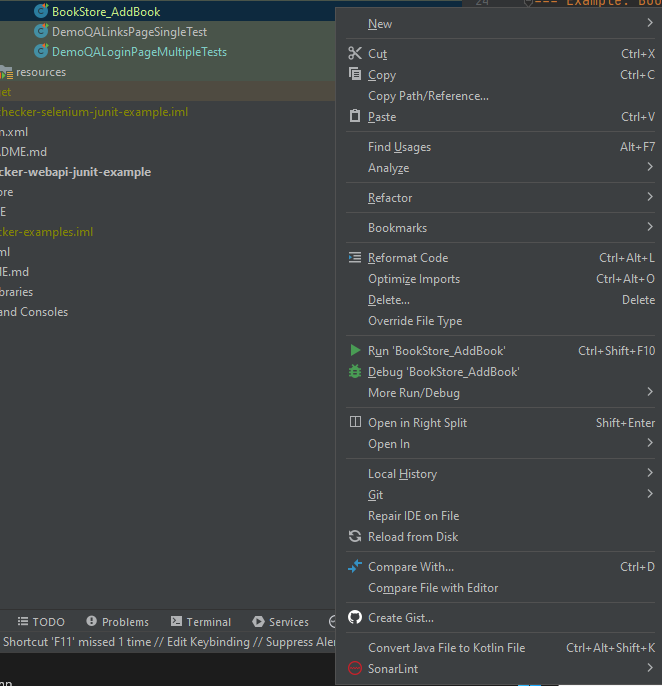 BookStore_AddBook
DemoQALinksPageSingleTest
DemoQALoginPageMultipleTests
resources
et
hecker-selenium-junit-example.iml
n.xml
DME.md
cker-webapi-junit-example
ore
E
cker-examples.iml
ml
ME.md
braries
and Consoles
TODO Problems Terminal Services
Shortcut 'F11' missed 1 time // Edit Keybinding // Suppress Aler
24 === Example: Boo
New
Cut Ctrl+X
Copy Ctrl+C
Copy Path/Reference...
Paste Ctrl+V
Find Usages Alt+F7
Analyze
Refactor
Bookmarks
Reformat Code Ctrl+Alt+L
Optimize Imports Ctrl+Alt+O
Delete... Delete
Override File Type
Run 'BookStore_AddBook' Ctrl+Shift+F10
Debug 'BookStore_AddBook'
More Run/Debug
Open in Right Split Shift+Enter
Open In
Local History
Git
Repair IDE on File
Reload from Disk
Compare With... Ctrl+D
Compare File with Editor
Create Gist...
Convert Java File to Kotlin File Ctrl+Alt+Shift+K
SonarLint